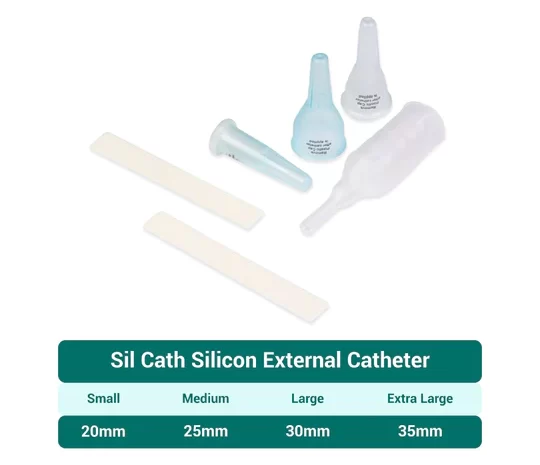 Sil Cath Silicon External Catheter
Small Medium Large Extra Large
20mm 25mm 30mm 35mm